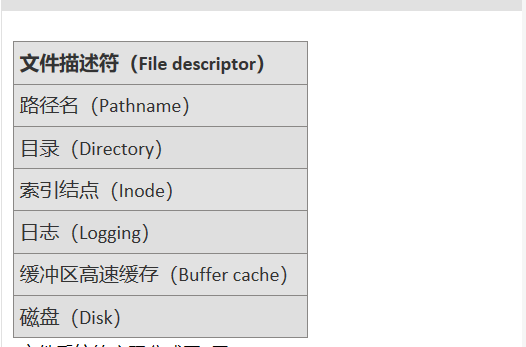 文件描述符（File descriptor）
路径名（Pathname）
目录（Directory）
索引结点（Inode）
日志（Logging）
缓冲区高速缓存（Buffer cache）
磁盘（Disk）